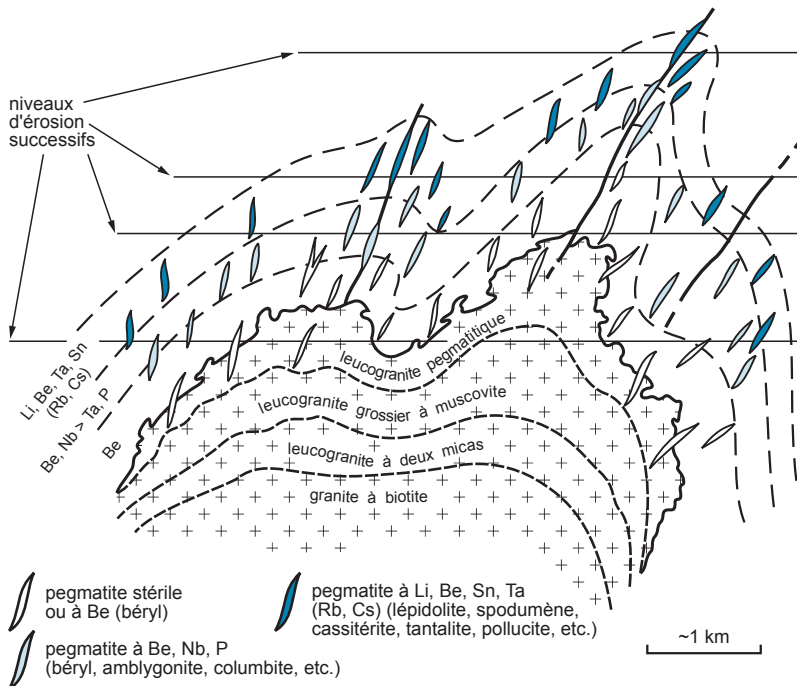 niveaux
d'érosion
successifs
Li, Be, Ta, Sn
(Rb, Cs)
Be, Nb > Ta, P
Be
leucogranite pegmatitique
leucogranite grossier à muscovite
leucogranite à deux micas
granite à biotite
pegmatite stérile
ou à Be (béryl)
pegmatite à Be, Nb, P
(béryl, amblygonite, columbite, etc.)
pegmatite à Li, Be, Sn, Ta
(Rb, Cs) (lépidolite, spodumène,
cassitérite, tantalite, pollucite, etc.)
~1 km